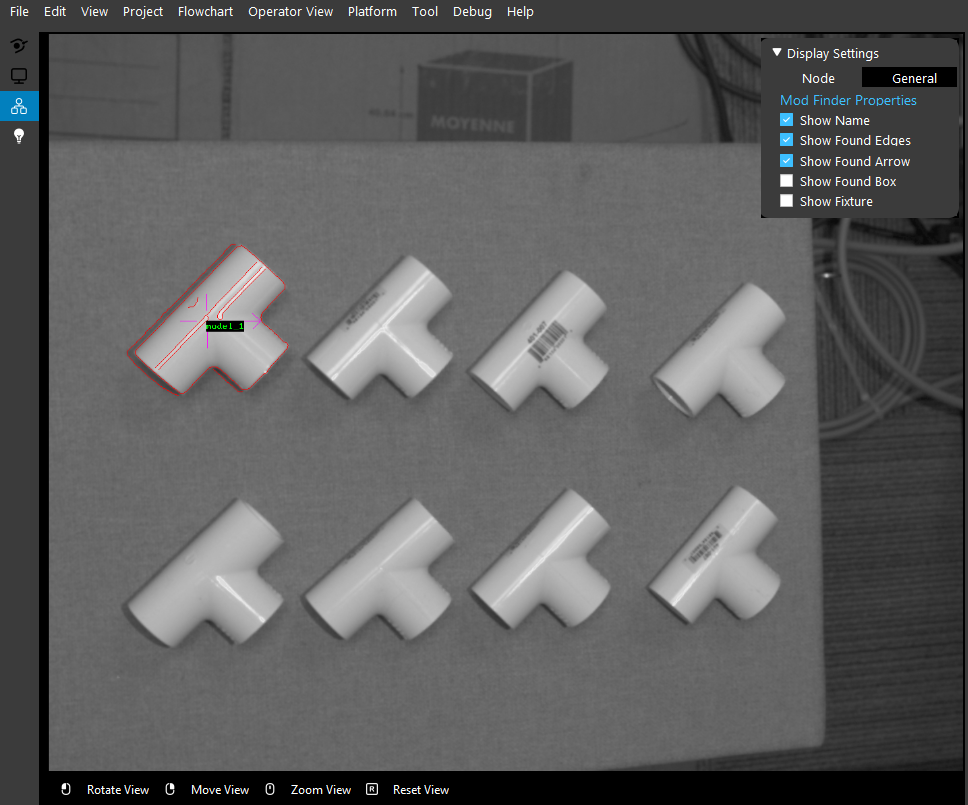 File Edit View Project Flowchart Operator View Platform Tool Debug Help
Display Settings
Node General
Mod Finder Properties
Show Name
Show Found Edges
Show Found Arrow
Show Found Box
Show Fixture
MOYENNE
model_1
Rotate View Move View Zoom View R Reset View